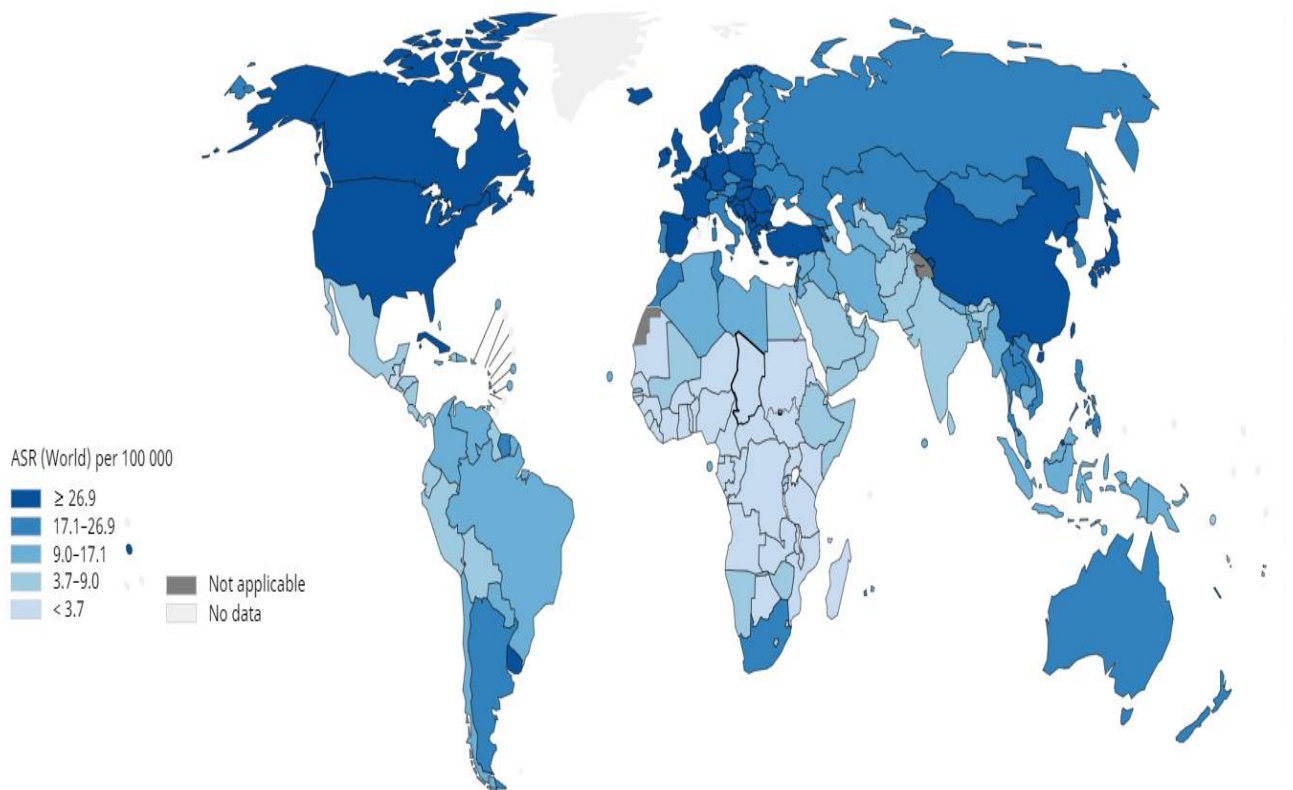 ASR (World) per 100 000
≥ 26.9
17.1–26.9
9.0–17.1
3.7–9.0
< 3.7
Not applicable
No data